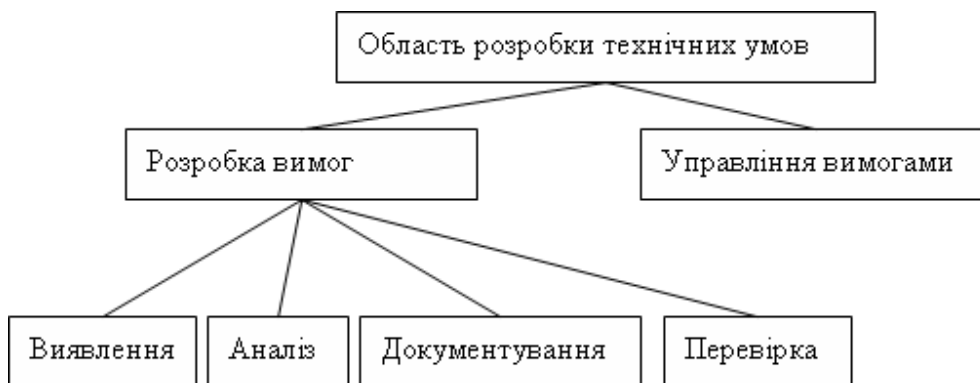 Область розробки технічних умов
Розробка вимог
Управління вимогами
Виявлення
Аналіз
Документування
Перевірка